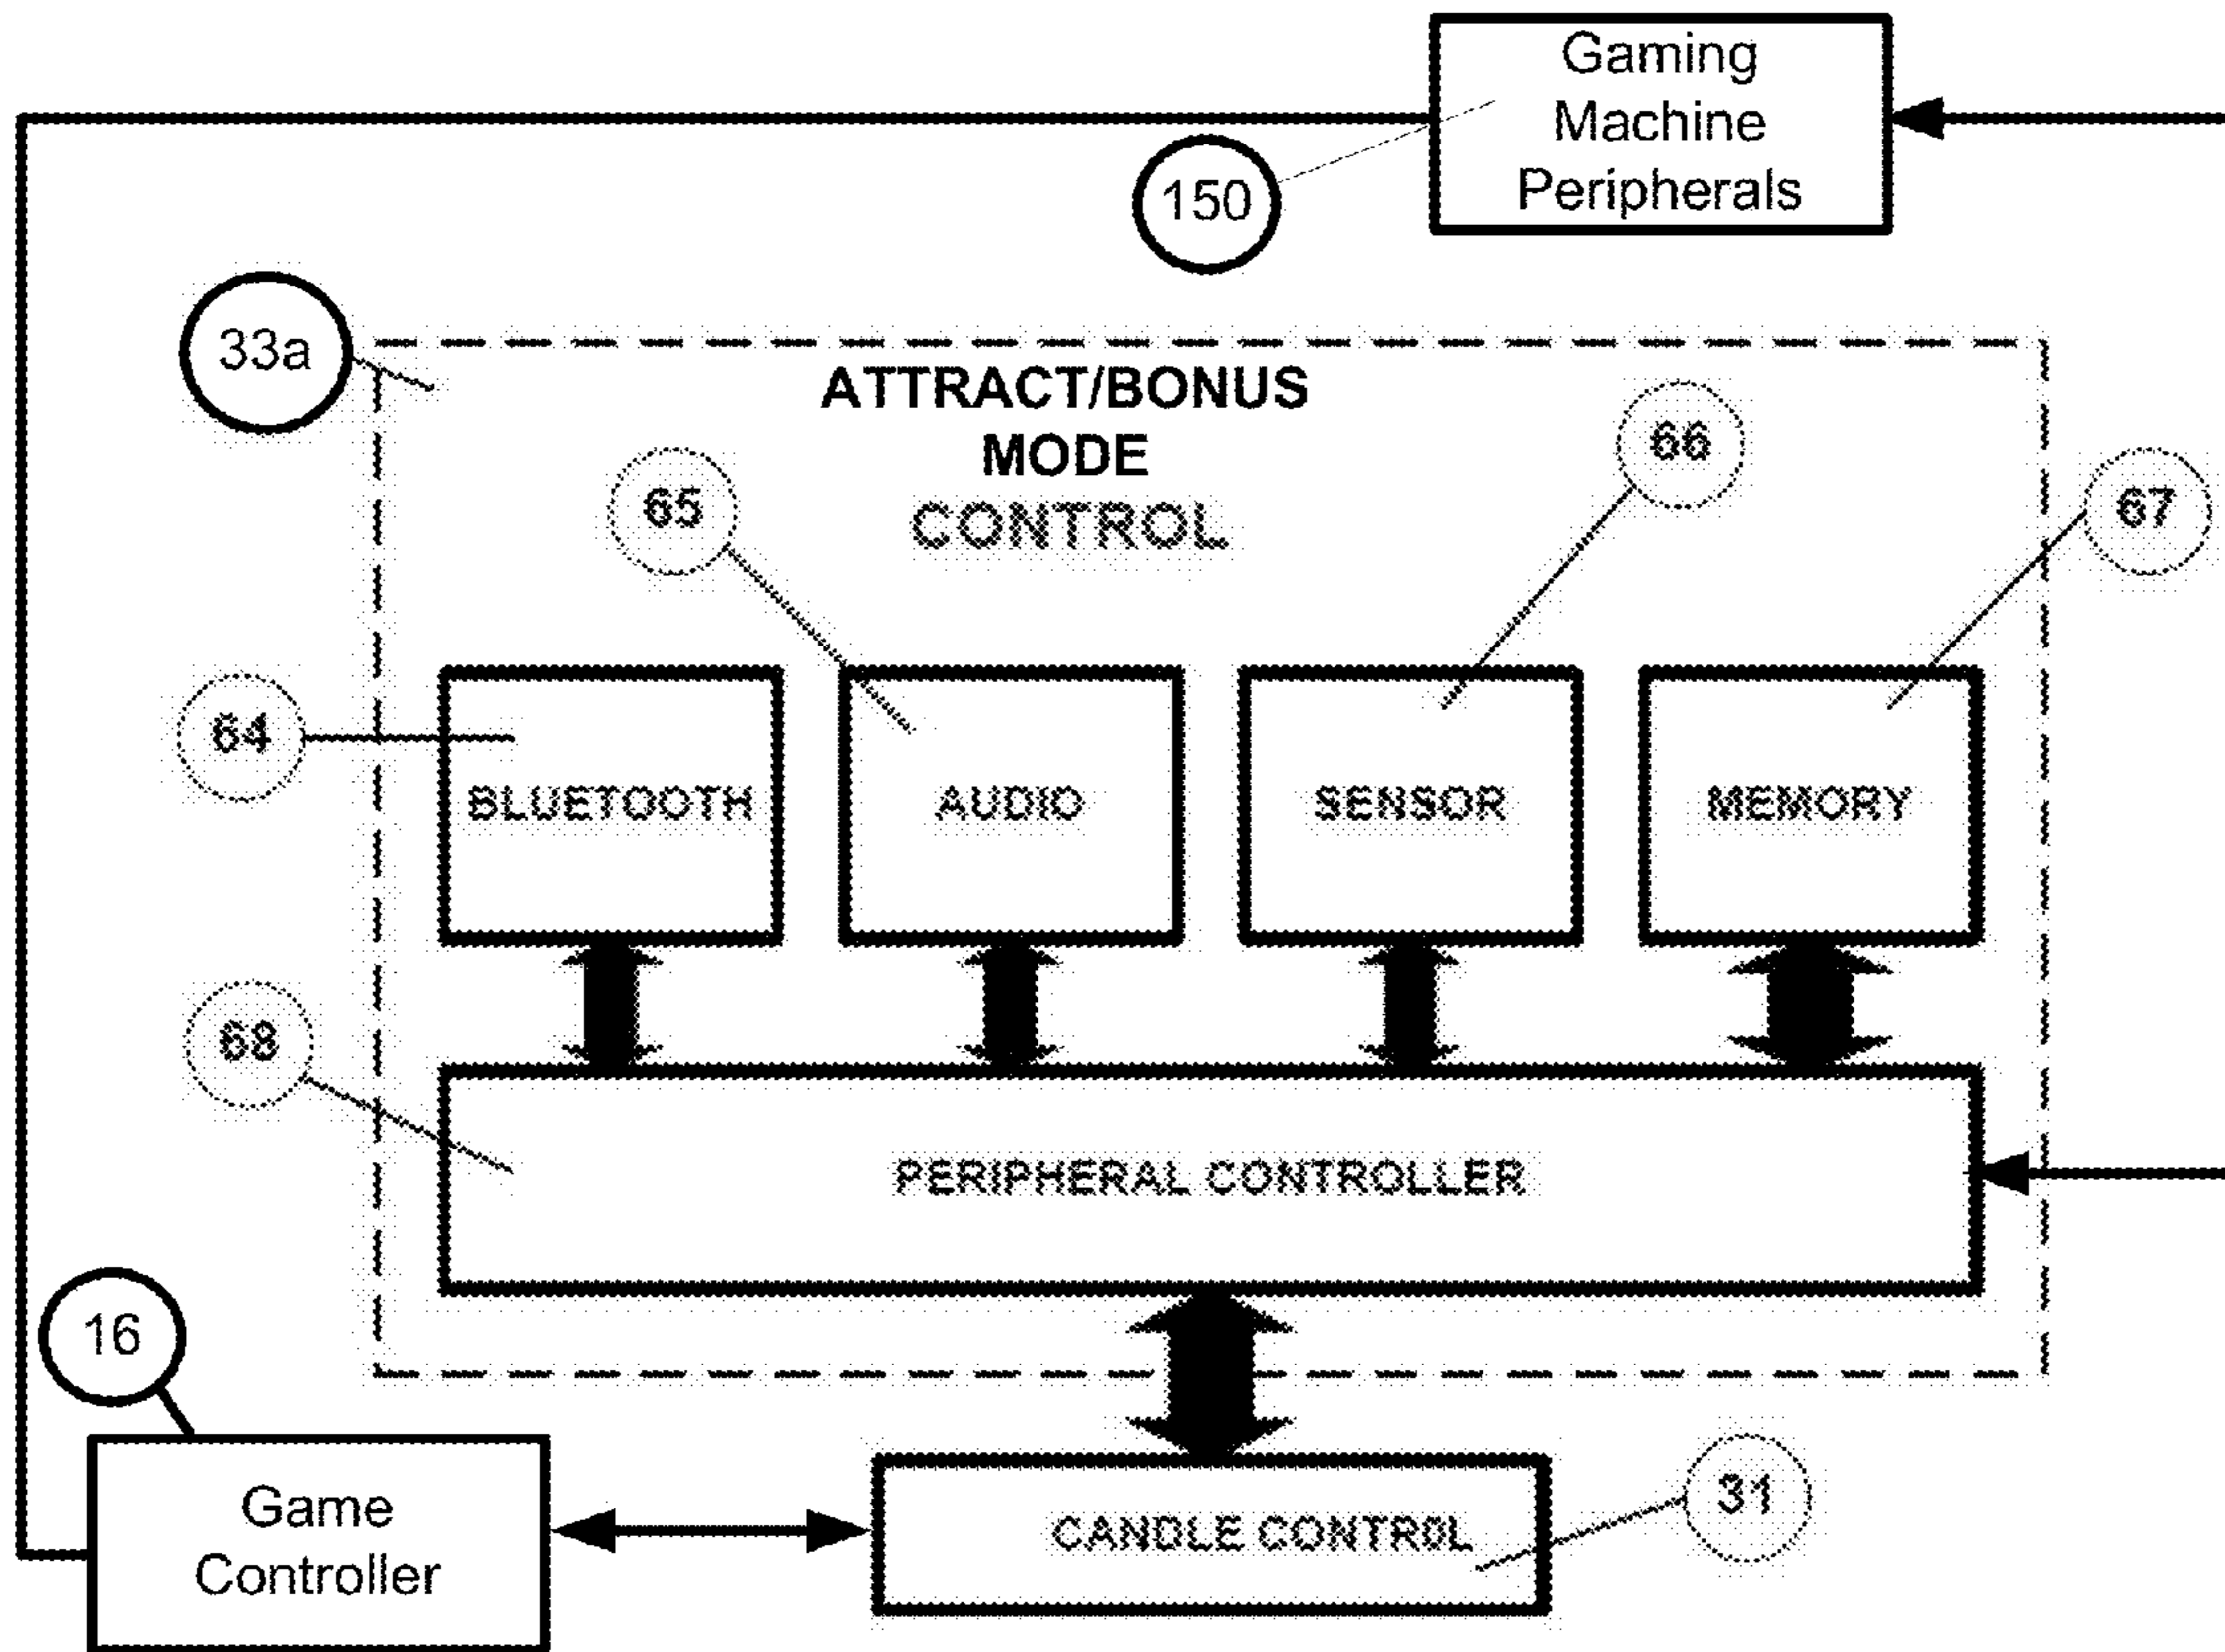 Gaming
Machine
Peripherals
150
33a
ATTRACT/BONUS
MODE
CONTROL
65
66
67
64
BLUETOOTH
AUDIO
SENSOR
MEMORY
68
PERIPHERAL CONTROLLER
16
Game
Controller
CANDLE CONTROL
31